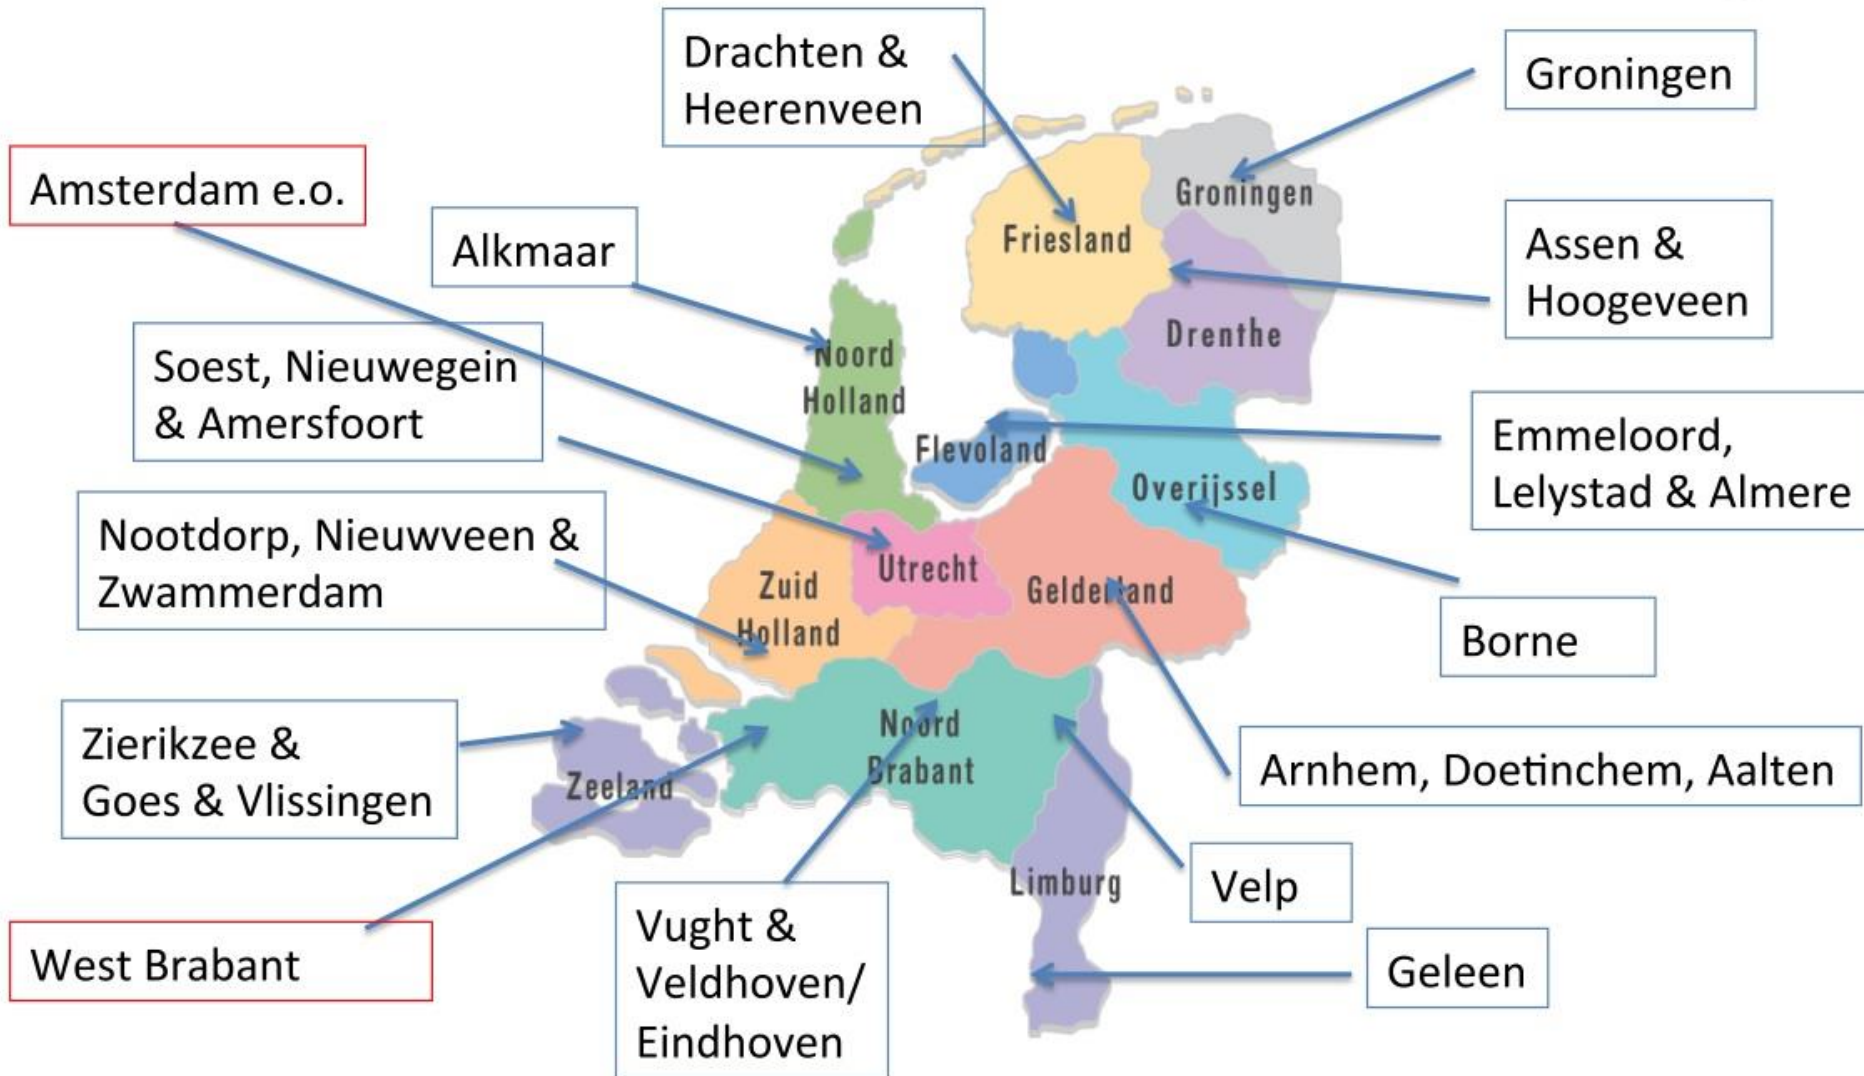 Drachten &
Heerenveen
Groningen
Amsterdam e.o.
Alkmaar
Groningen
Friesland
Assen &
Hoogeveen
Drenthe
Noord
Holland
Soest, Nieuwegein
& Amersfoort
Flevoland
Emmeloord,
Lelystad & Almere
Overijssel
Nootdorp, Nieuwveen &
Zwammerdam
Utrecht
Zuid
Holland
Gelderland
Borne
Zierikzee &
Goes & Vlissingen
Zeeland
Noord
Brabant
Arnhem, Doetinchem, Aalten
Limburg
Velp
West Brabant
Vught &
Veldhoven/
Eindhoven
Geleen